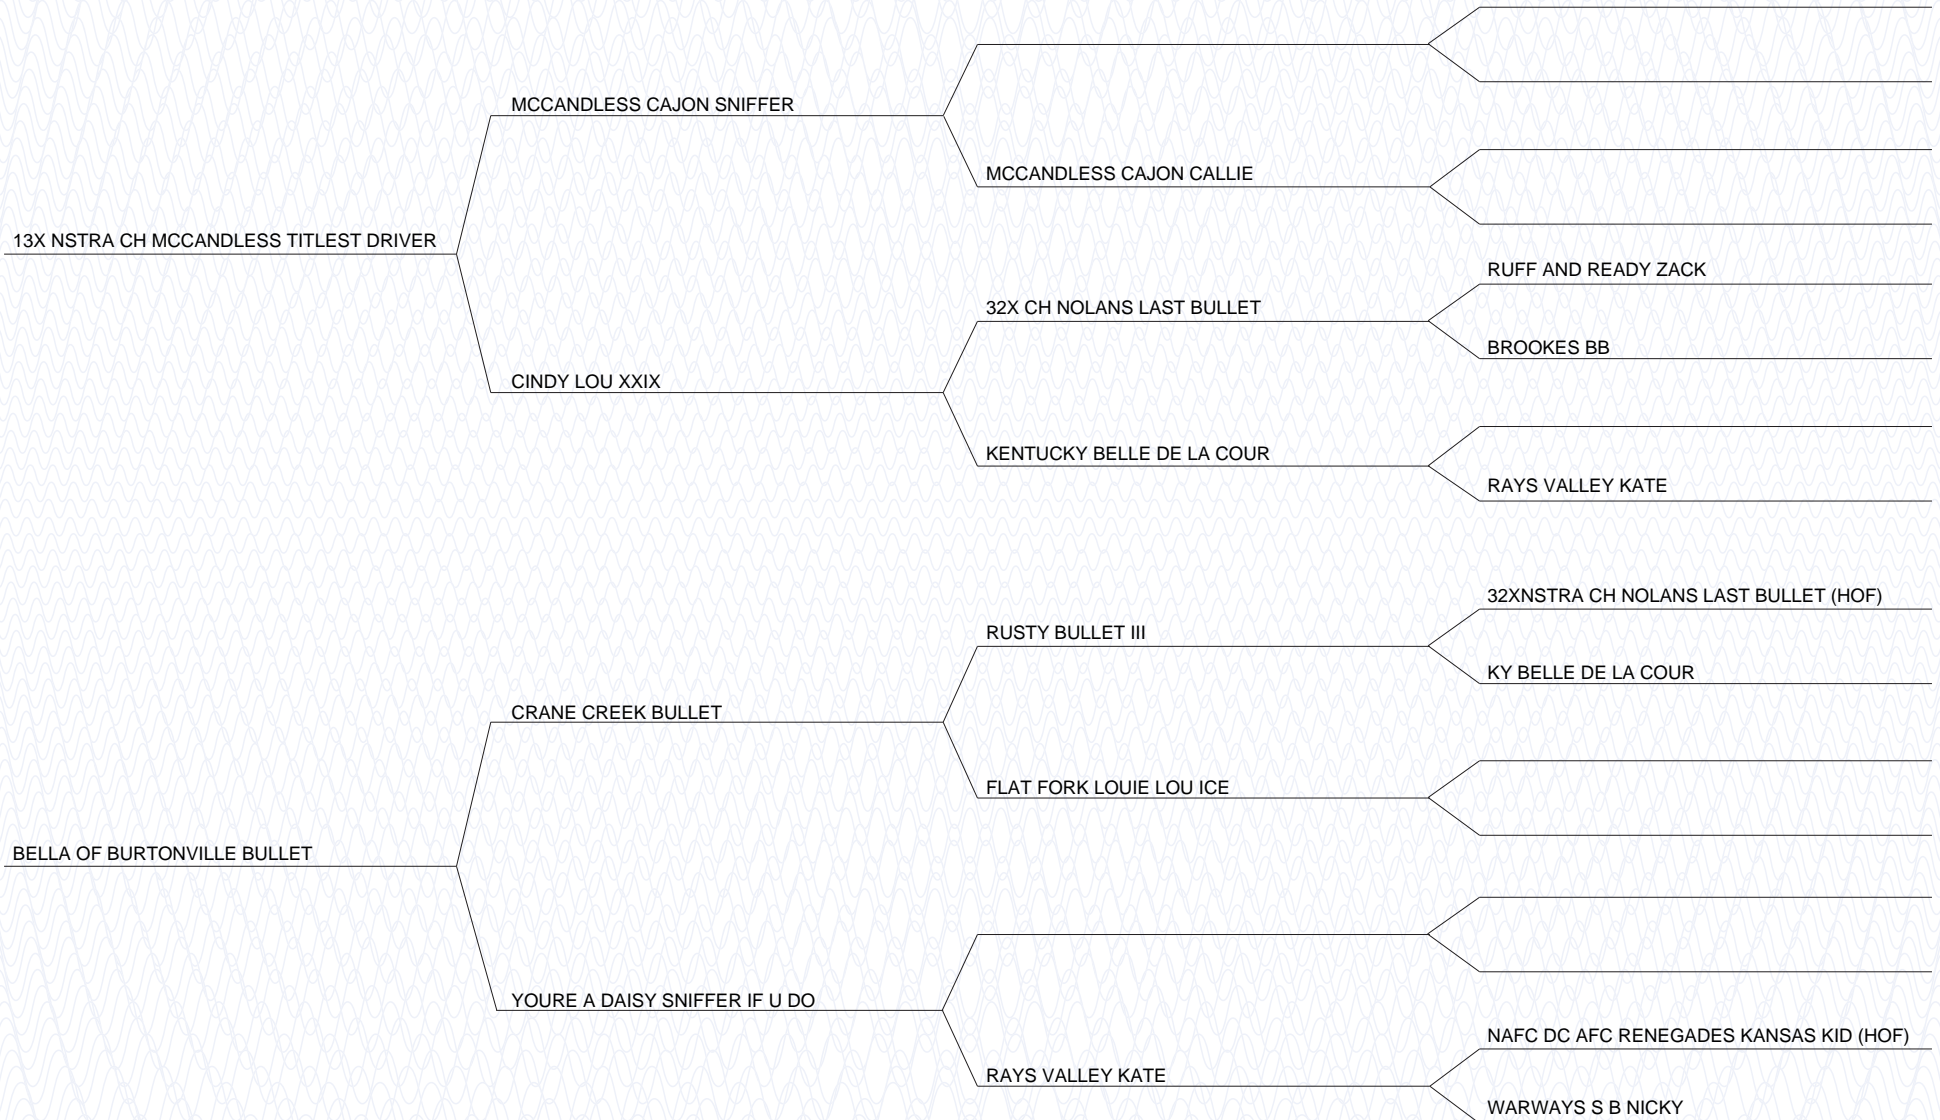 MCCANDLESS CAJON SNIFFER
MCCANDLESS CAJON CALLIE
13X NSTRA CH MCCANDLESS TITLEST DRIVER
RUFF AND READY ZACK
32X CH NOLANS LAST BULLET
BROOKES BB
CINDY LOU XXIX
KENTUCKY BELLE DE LA COUR
RAYS VALLEY KATE
32XNSTRA CH NOLANS LAST BULLET (HOF)
RUSTY BULLET III
KY BELLE DE LA COUR
CRANE CREEK BULLET
FLAT FORK LOUIE LOU ICE
BELLA OF BURTONVILLE BULLET
YOURE A DAISY SNIFFER IF U DO
NAFC DC AFC RENEGADES KANSAS KID (HOF)
RAYS VALLEY KATE
WARWAYS S B NICKY